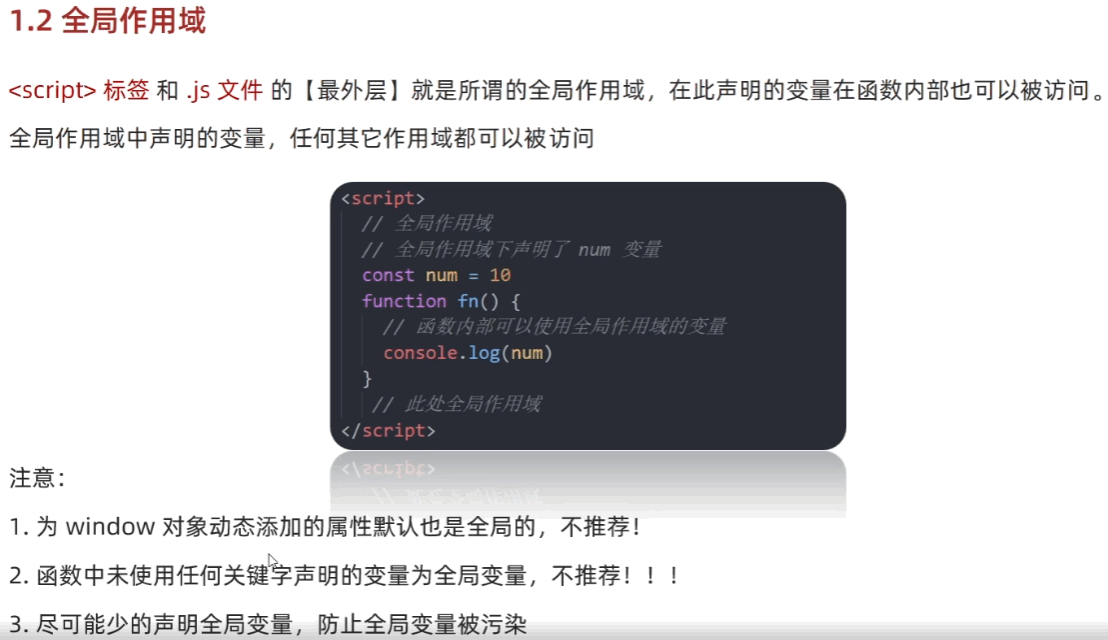 1.2 全局作用域
<script> 标签 和 .js 文件 的【最外层】就是所谓的全局作用域，在此声明的变量在函数内部也可以被访问。
全局作用域中声明的变量，任何其它作用域都可以被访问
<script>
// 全局作用域
// 全局作用域下声明了 num 变量
const num = 10
function fn() {
// 函数内部可以使用全局作用域的变量
console.log(num)
}
// 此处全局作用域
</script>
注意：
1. 为 window 对象动态添加的属性默认也是全局的，不推荐！
2. 函数中未使用任何关键字声明的变量为全局变量，不推荐！！！
3. 尽可能少的声明全局变量，防止全局变量被污染